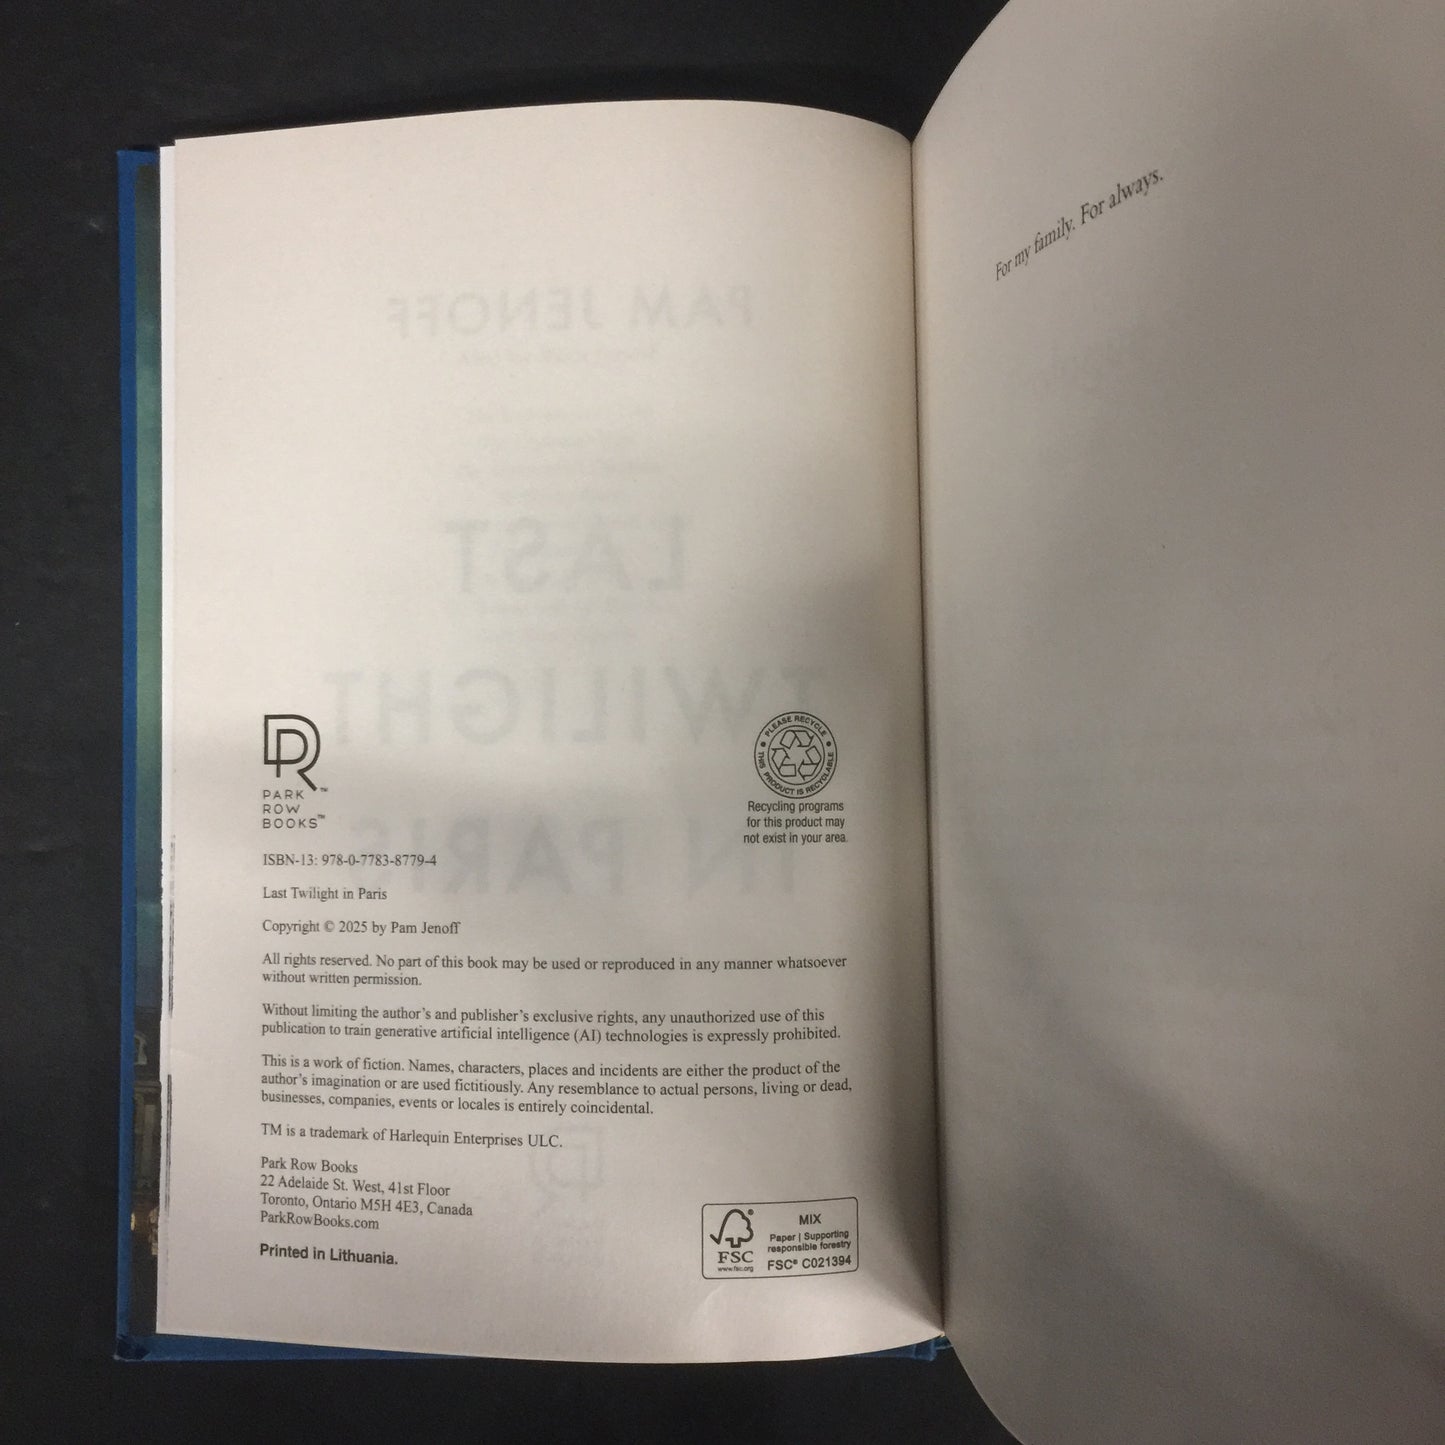 PARK™
ROW
BOOKS™
PLEASE RECYCLE
THIS PRODUCT IS RECYCLABLE
Recycling programs
for this product may
not exist in your area.
ISBN-13: 978-0-7783-8779-4
Last Twilight in Paris
Copyright © 2025 by Pam Jenoff
All rights reserved. No part of this book may be used or reproduced in any manner whatsoever
without written permission.
Without limiting the author’s and publisher’s exclusive rights, any unauthorized use of this
publication to train generative artificial intelligence (AI) technologies is expressly prohibited.
This is a work of fiction. Names, characters, places and incidents are either the product of the
author’s imagination or are used fictitiously. Any resemblance to actual persons, living or dead,
businesses, companies, events or locales is entirely coincidental.
TM is a trademark of Harlequin Enterprises ULC.
Park Row Books
22 Adelaide St. West, 41st Floor
Toronto, Ontario M5H 4E3, Canada
ParkRowBooks.com
Printed in Lithuania.
FSC
www.fsc.org
MIX
Paper | Supporting
responsible forestry
FSC® C021394
For my family. For always.
PAM JENOFF
LAST
TWILIGHT
IN PARIS